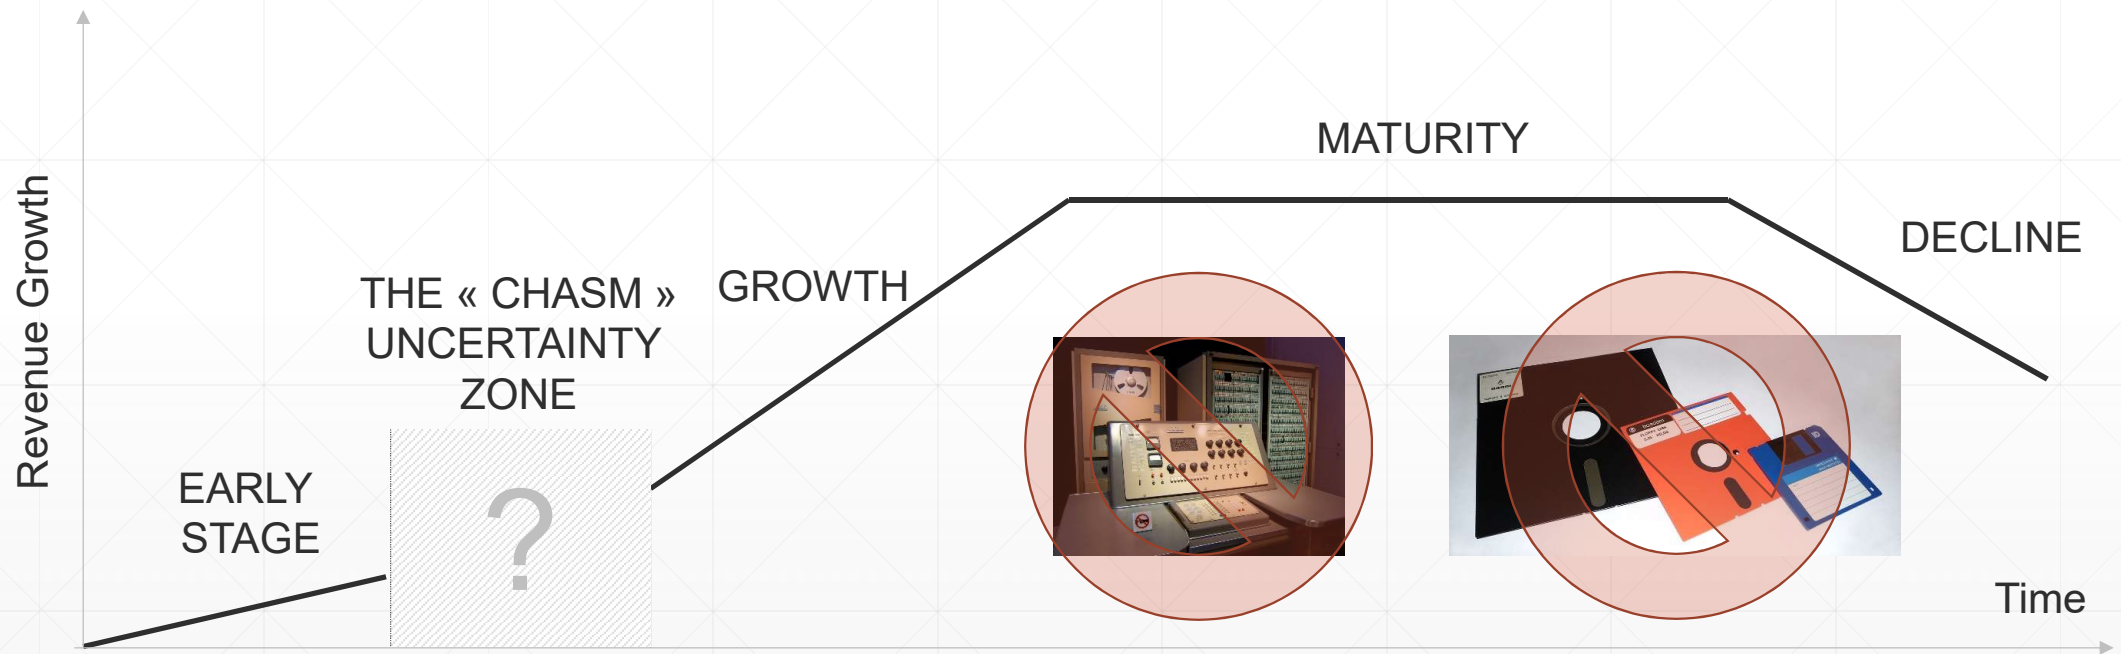 Revenue Growth
EARLY
STAGE
THE « CHASM »
UNCERTAINTY
ZONE
?
GROWTH
MATURITY
DECLINE
Time